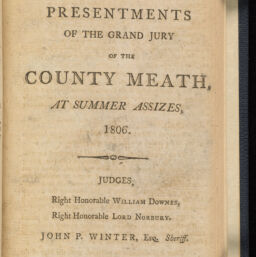 PRESENTMENTS
OF THE GRAND JURY
OF THE
COUNTY MEATH,
AT SUMMER ASSIZES,
1806.
JUDGES,
Right Honorable WILLIAM DOWNES,
Right Honorable LORD NORBURY.
JOHN P. WINTER, Esq. Sheriff.